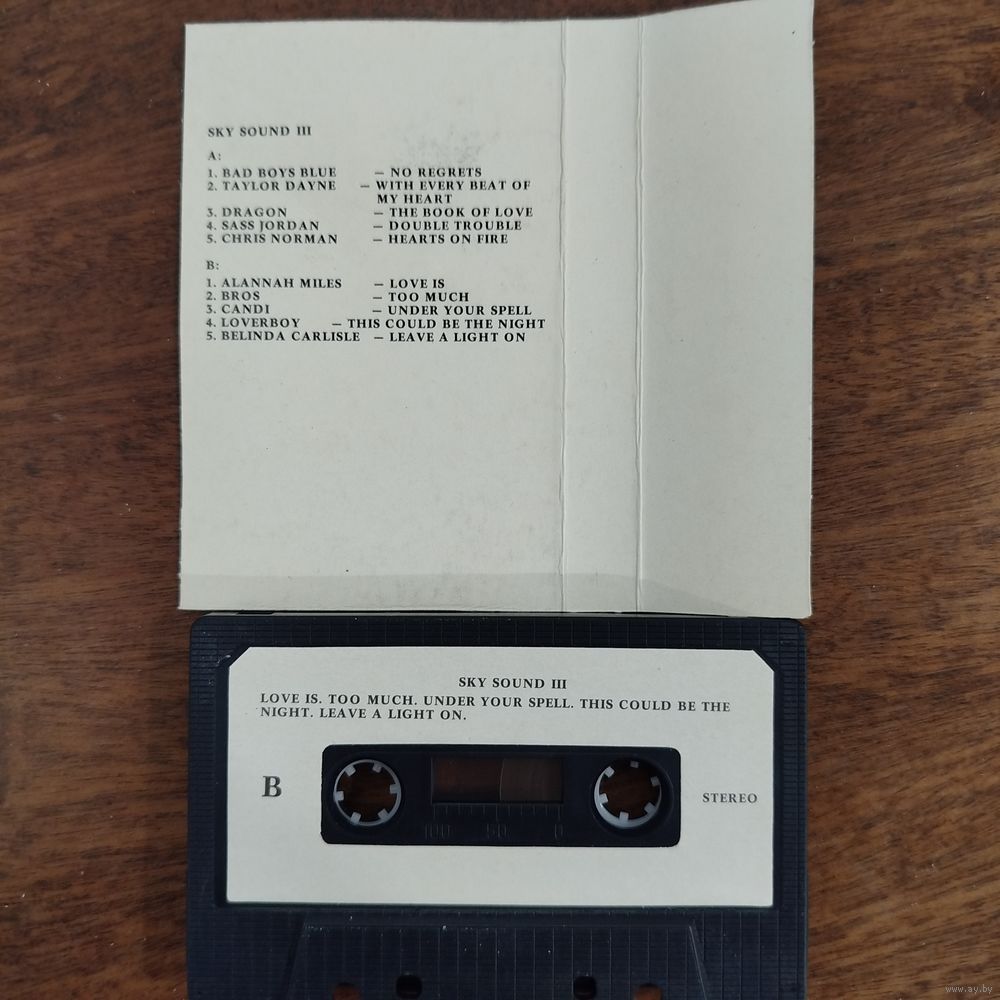 SKY SOUND III
A:
1. BAD BOYS BLUE — NO REGRETS
2. TAYLOR DAYNE — WITH EVERY BEAT OF
MY HEART
3. DRAGON — THE BOOK OF LOVE
4. SASS JORDAN — DOUBLE TROUBLE
5. CHRIS NORMAN — HEARTS ON FIRE
B:
1. ALANNAH MILES — LOVE IS
2. BROS — TOO MUCH
3. CANDI — UNDER YOUR SPELL
4. LOVERBOY — THIS COULD BE THE NIGHT
5. BELINDA CARLISLE — LEAVE A LIGHT ON
SKY SOUND III
LOVE IS. TOO MUCH. UNDER YOUR SPELL. THIS COULD BE THE
NIGHT. LEAVE A LIGHT ON.
B
STEREO
100 50 0
www.ay.by